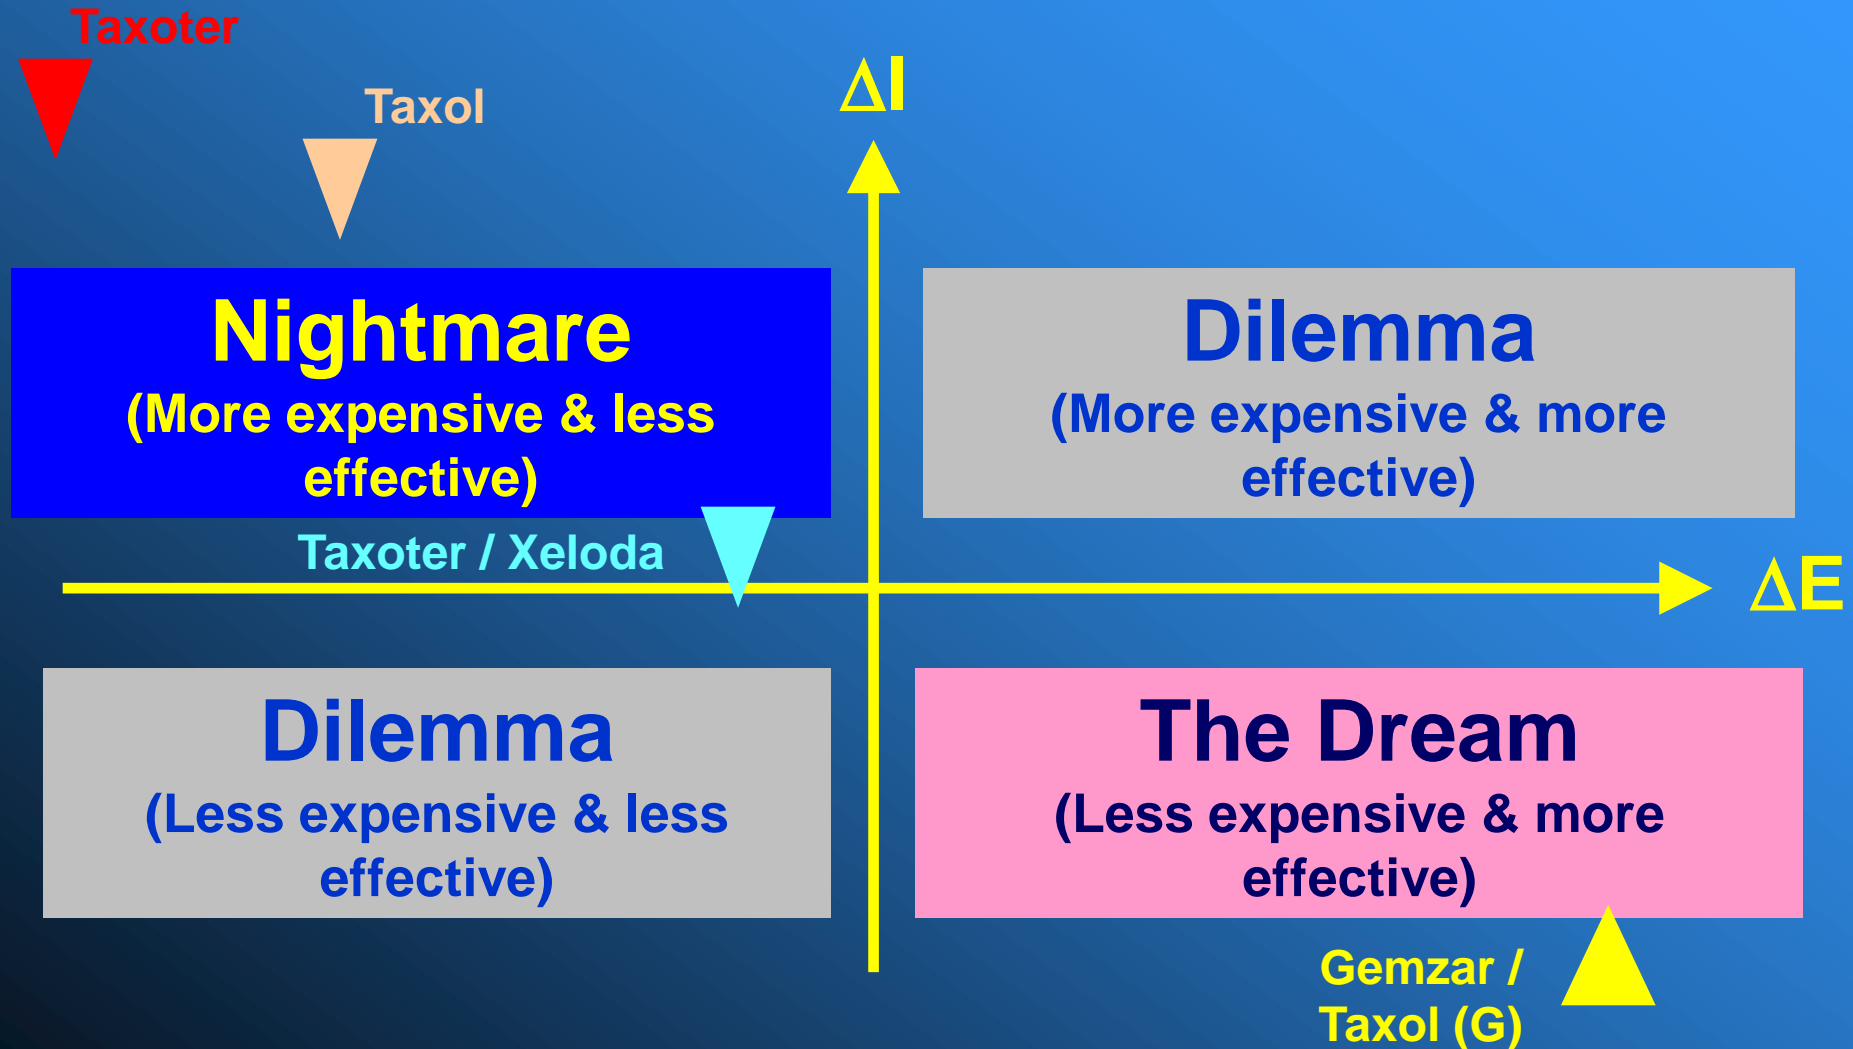 Taxoter
Taxol
ΔI
Nightmare
(More expensive & less
effective)
Dilemma
(More expensive & more
effective)
Taxoter / Xeloda
ΔE
Dilemma
(Less expensive & less
effective)
The Dream
(Less expensive & more
effective)
Gemzar /
Taxol (G)